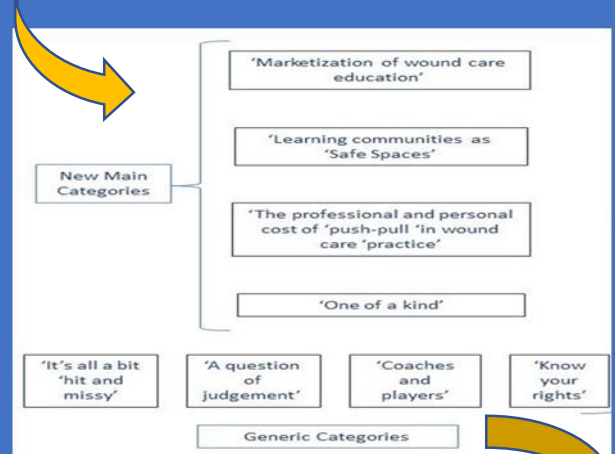 'Marketization of wound care
education'
'Learning communities as
'Safe Spaces'
New Main
Categories
'The professional and personal
cost of 'push-pull 'in wound
care 'practice'
'One of a kind'
'It's all a bit
'hit and
missy'
'A question
of
judgement'
'Coaches
and
players'
'Know
your
rights'
Generic Categories